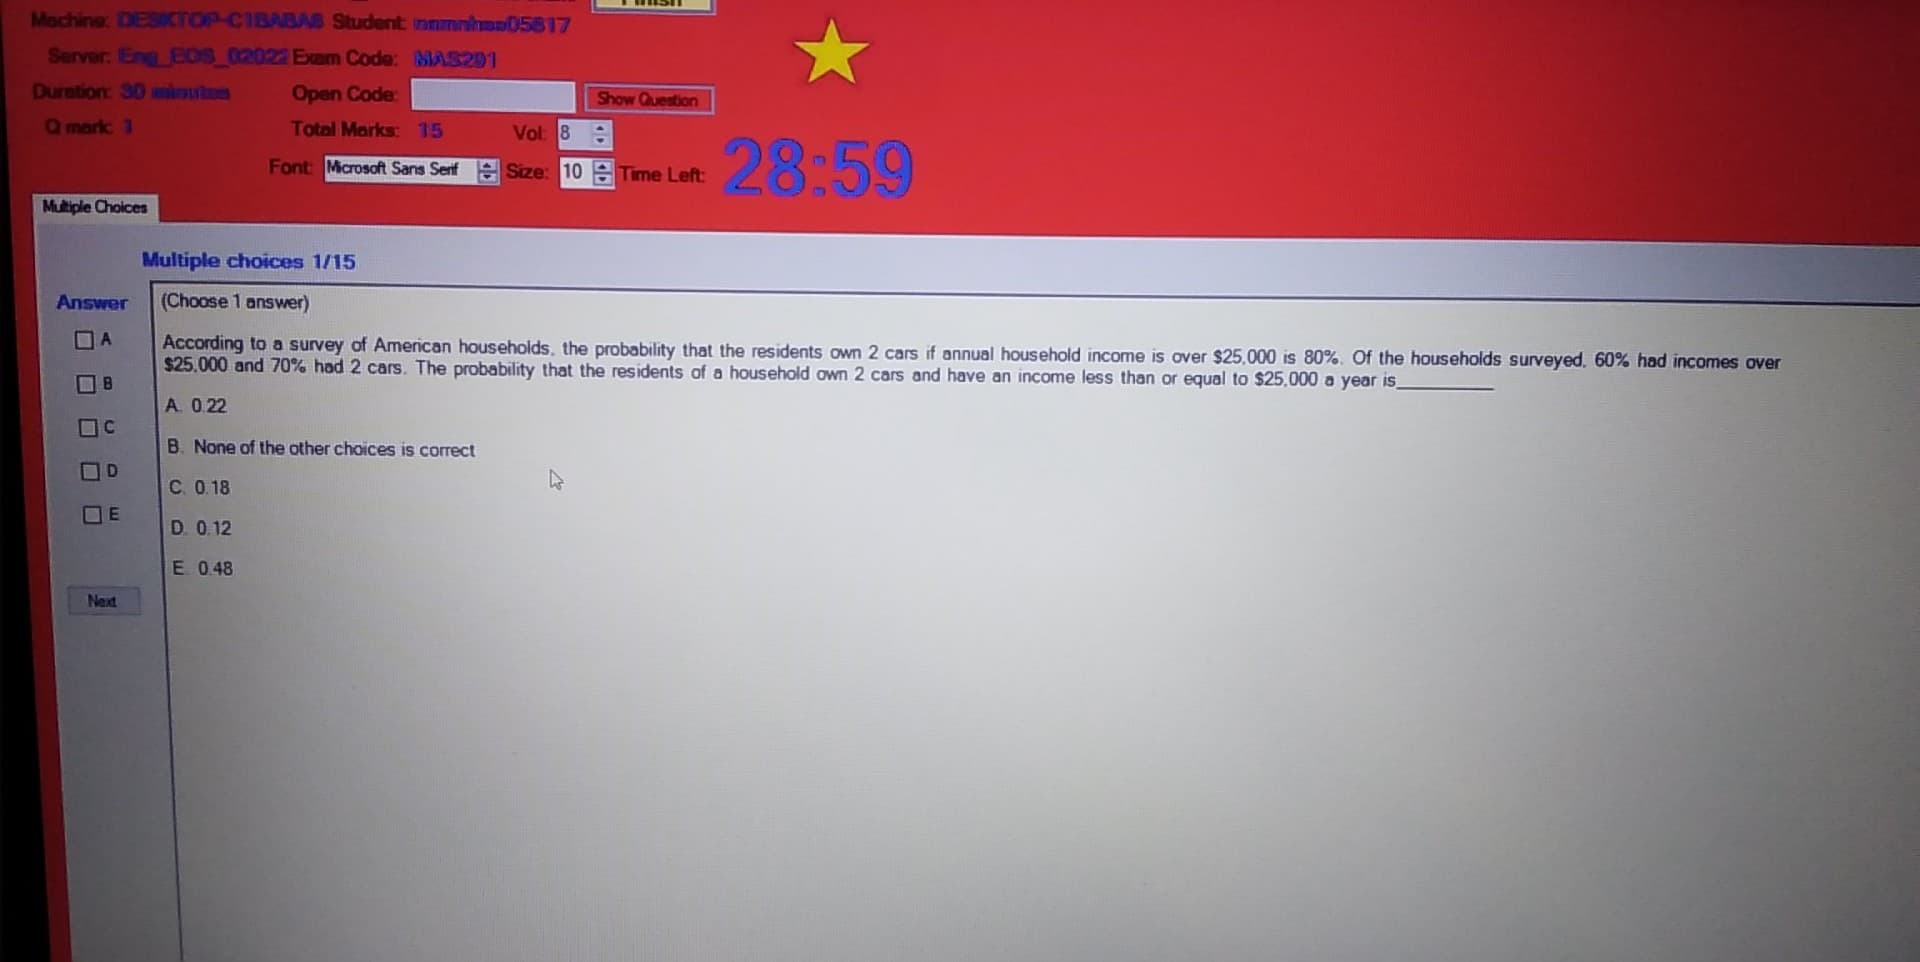 Finish
Machine: DESKTOP-C1BABA8 Student:
Server: Eng_EOS_02022 Exam Code: MAS291
Duration: 30 minutes Open Code: Show Question
Q mark: 1 Total Marks: 15 Vol: 8
Font: Microsoft Sans Serif Size: 10 Time Left: 28:59
Multiple Choices
Multiple choices 1/15
Answer (Choose 1 answer)
A According to a survey of American households, the probability that the residents own 2 cars if annual household income is over $25,000 is 80%. Of the households surveyed, 60% had incomes over
$25,000 and 70% had 2 cars. The probability that the residents of a household own 2 cars and have an income less than or equal to $25,000 a year is__________
B
A. 0.22
C
B. None of the other choices is correct
D
C. 0.18
E
D. 0.12
E. 0.48
Next